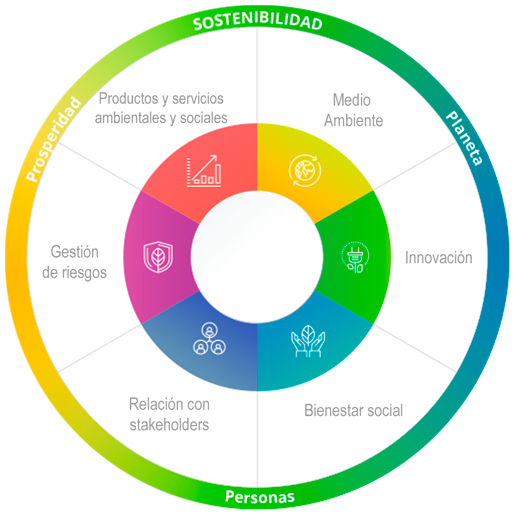 SOSTENIBILIDAD
Prosperidad
Planeta
Productos y servicios
ambientales y sociales
Medio
Ambiente
Gestión
de riesgos
Innovación
Relación con
stakeholders
Bienestar social
Personas